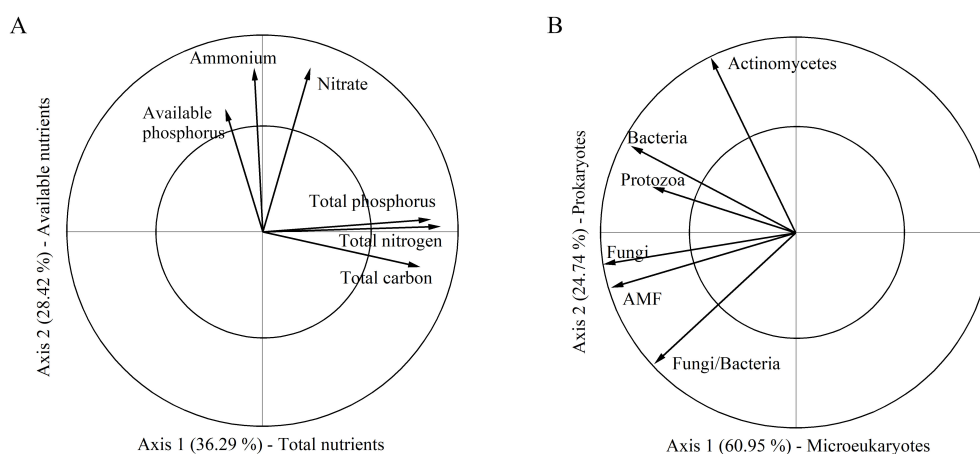 A
Ammonium
Nitrate
Available
phosphorus
Total phosphorus
Total nitrogen
Total carbon
Axis 2 (28.42 %) - Available nutrients
Axis 1 (36.29 %) - Total nutrients
B
Actinomycetes
Bacteria
Protozoa
Fungi
AMF
Fungi/Bacteria
Axis 2 (24.74 %) - Prokaryotes
Axis 1 (60.95 %) - Microeukaryotes